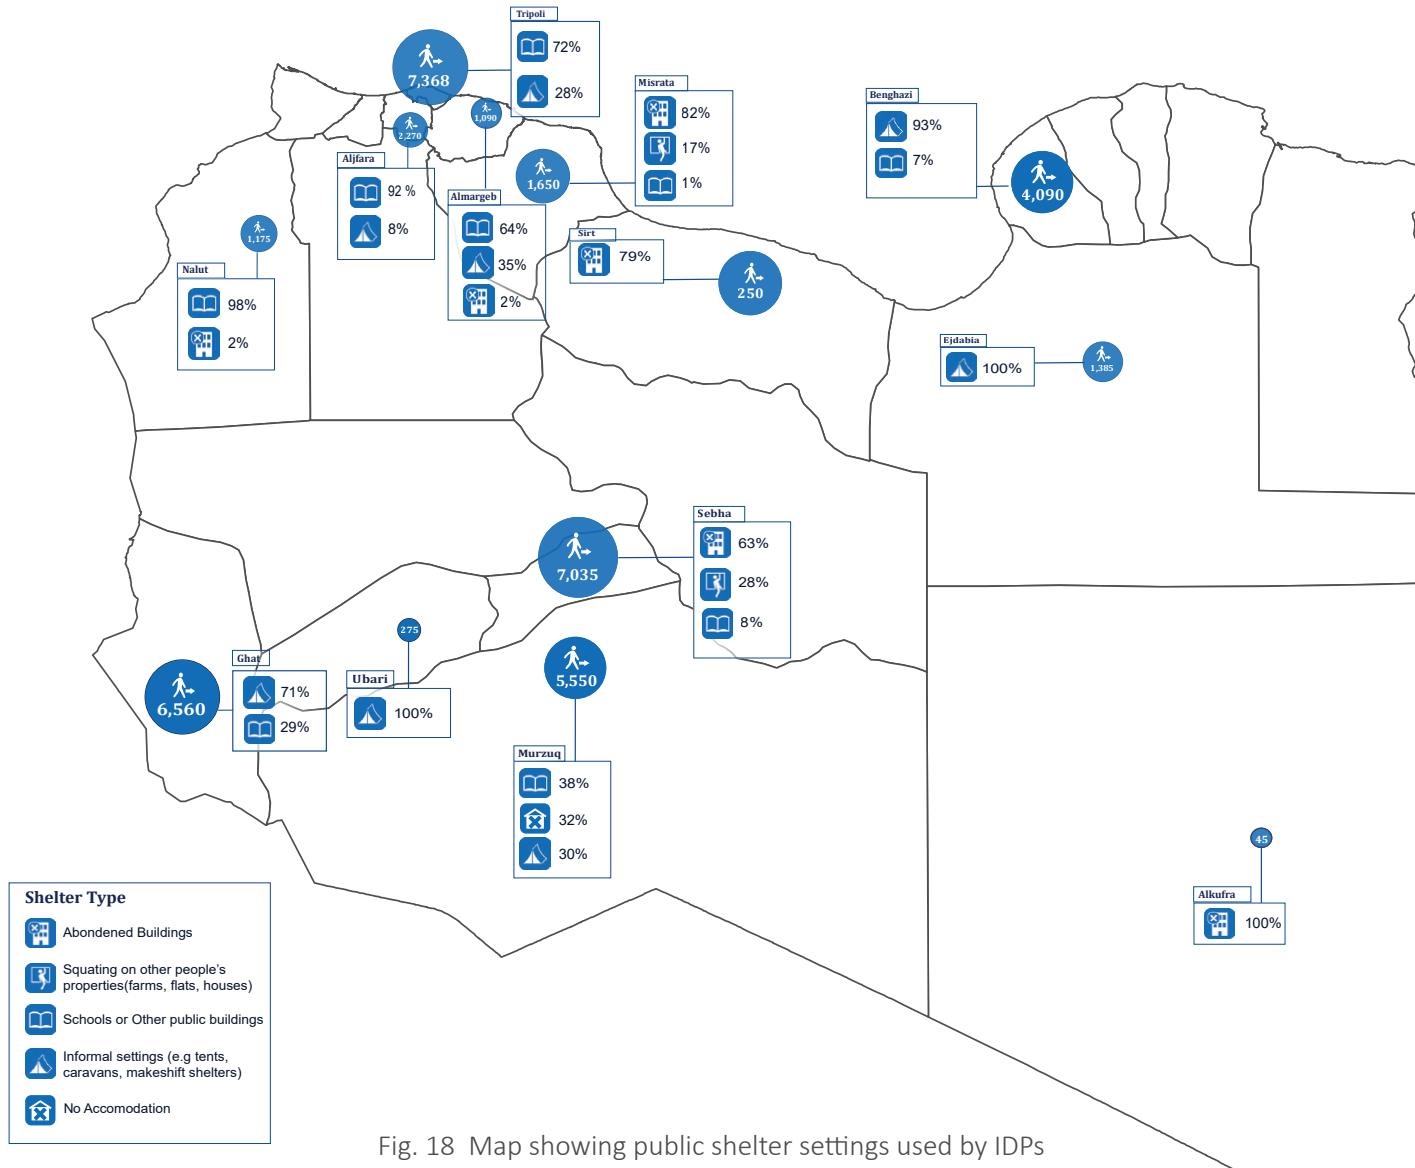 Tripoli
72%
28%
7,368
1,090
Misrata
82%
17%
1%
1,650
Benghazi
93%
7%
4,090
2,270
Aljfara
92 %
8%
Almargeb
64%
35%
2%
Sirt
79%
250
1,175
Nalut
98%
2%
Ejdabia
100%
1,385
Sebha
63%
28%
8%
7,035
275
Ubari
100%
Ghat
71%
29%
6,560
5,550
Murzuq
38%
32%
30%
45
Alkufra
100%
Shelter Type
Abondened Buildings
Squating on other people's
properties(farms, flats, houses)
Schools or Other public buildings
Informal settings (e.g tents,
caravans, makeshift shelters)
No Accomodation
Fig. 18 Map showing public shelter settings used by IDPs